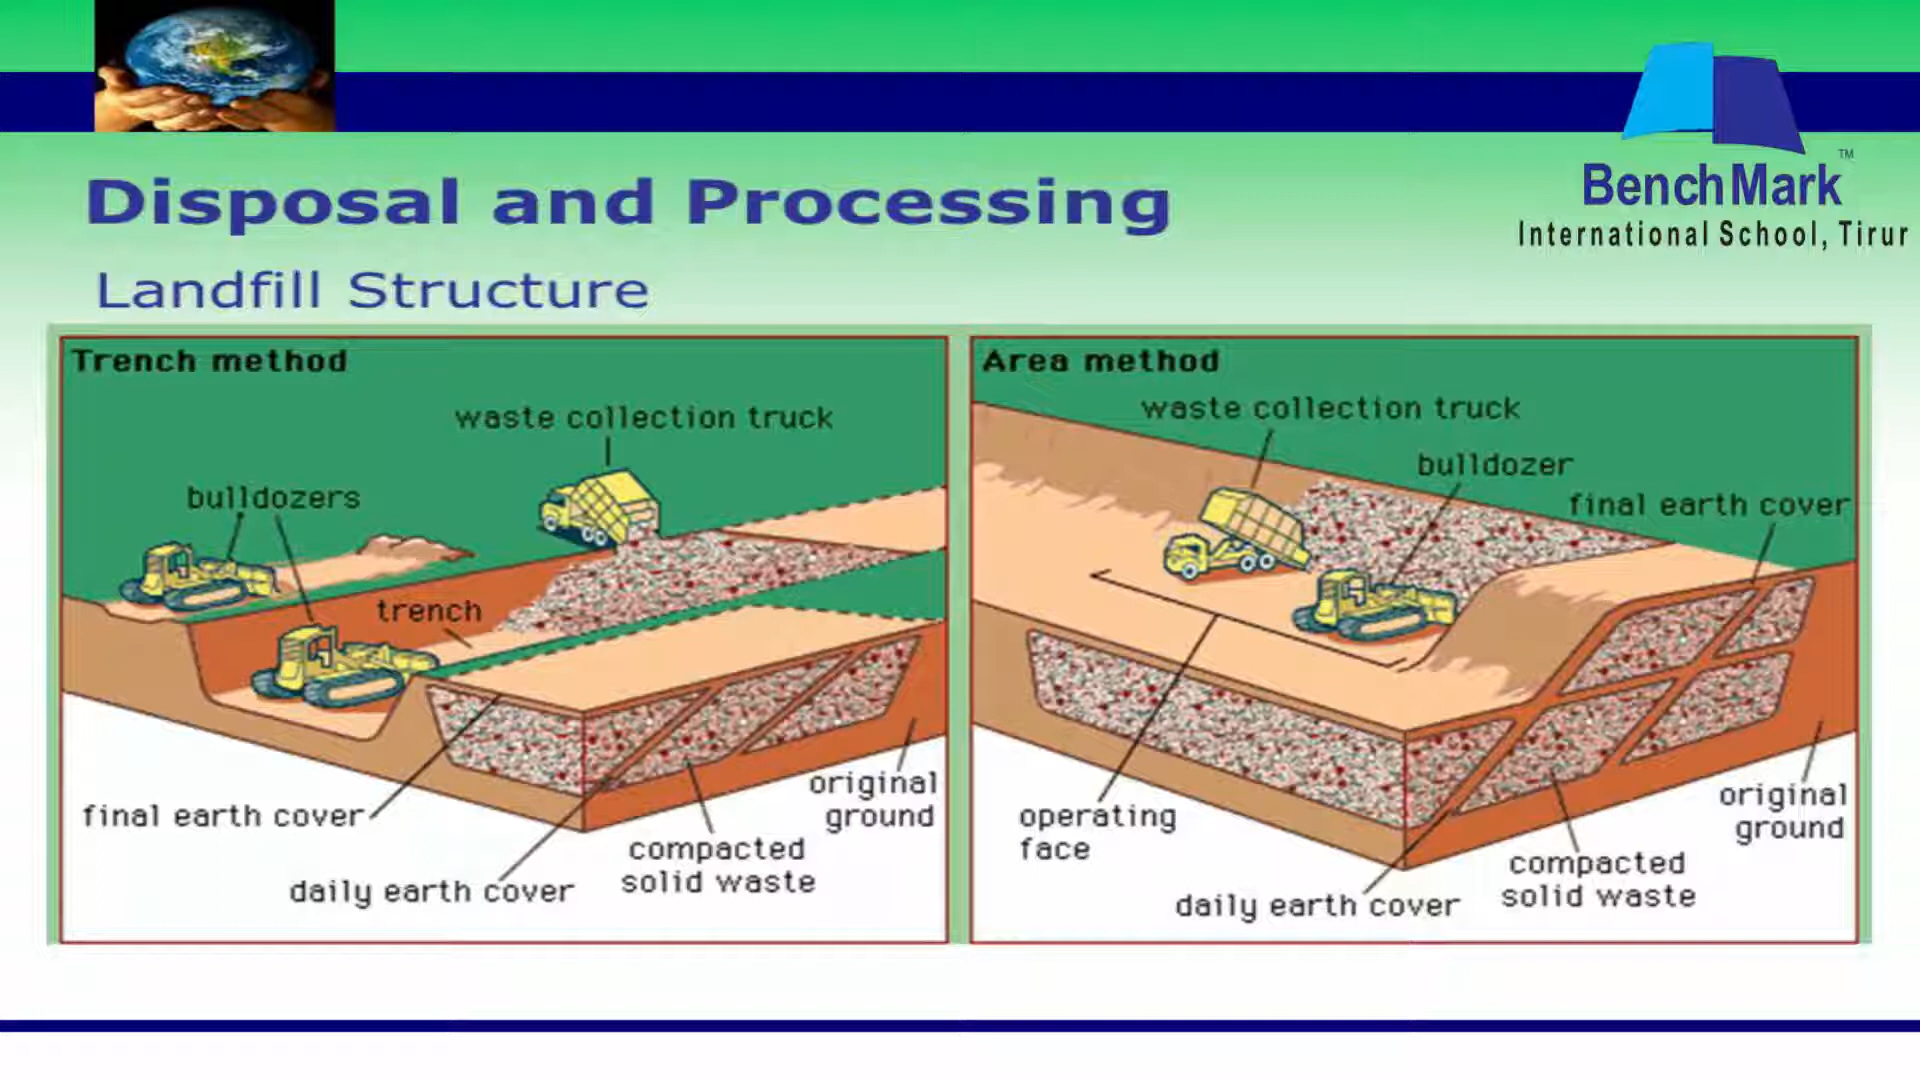 BenchMark
TM
International School, Tirur
Disposal and Processing
Landfill Structure
Trench method
waste collection truck
bulldozers
trench
final earth cover
daily earth cover
compacted
solid waste
original
ground
Area method
waste collection truck
bulldozer
final earth cover
operating
face
daily earth cover
compacted
solid waste
original
ground